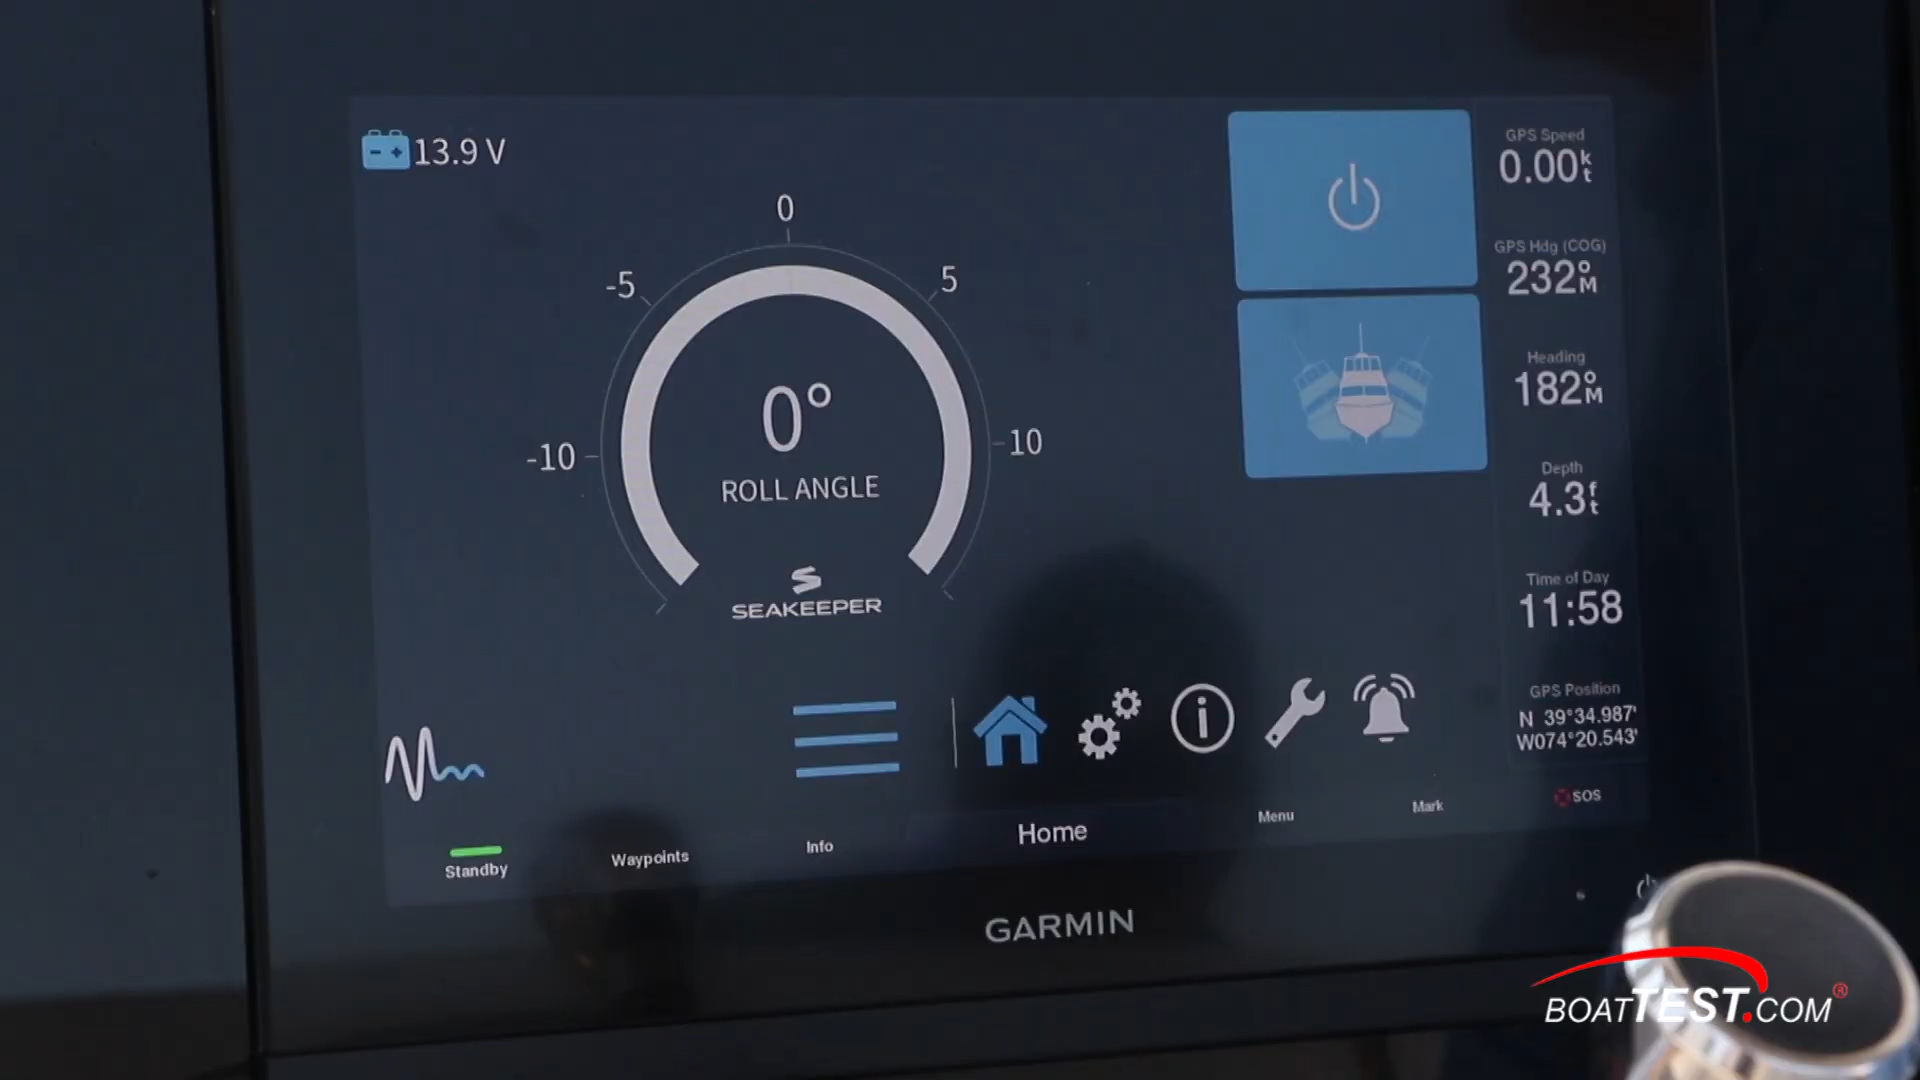 13.9 V
0
-5
5
-10
10
0°
ROLL ANGLE
SEAKEEPER
GPS Speed
0.00kt
GPS Hdg (COG)
232°M
Heading
182°M
Depth
4.3ft
Time of Day
11:58
GPS Position
N 39°34.987'
W074°20.543'
SOS
Standby
Waypoints
Info
Home
Menu
Mark
GARMIN
BOATTEST.COM®